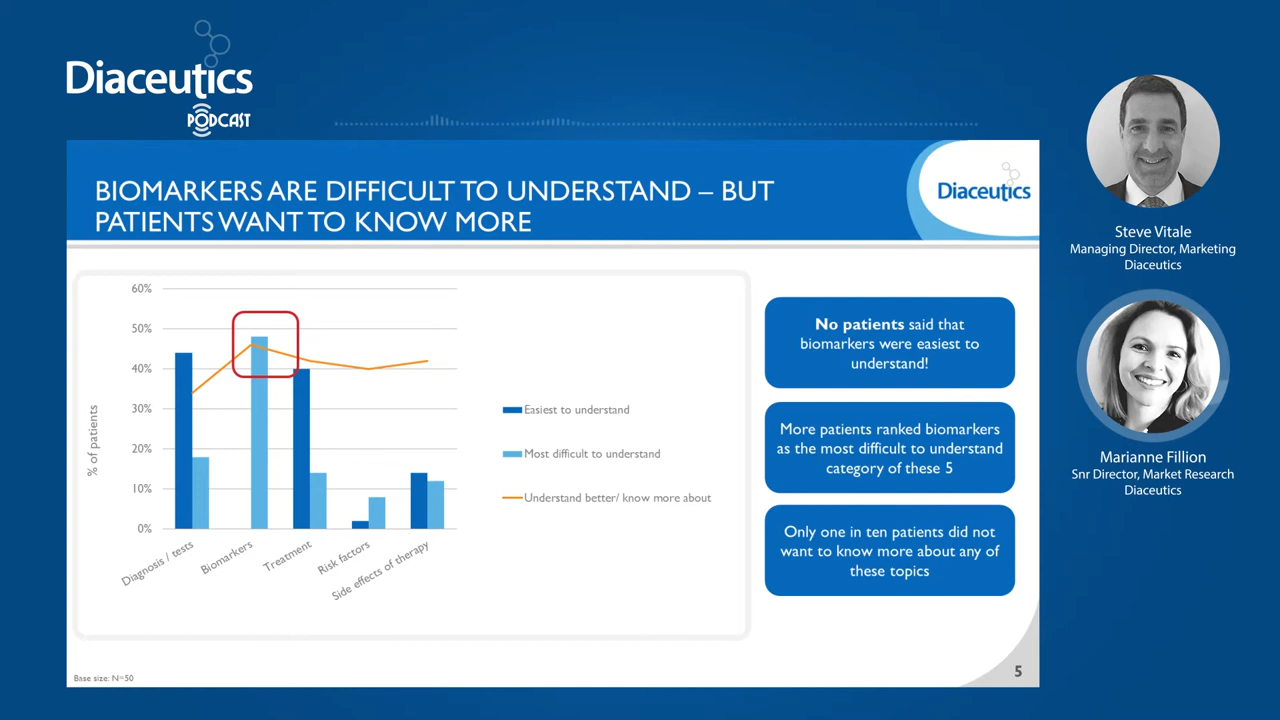 Diaceutics
PODCAST
BIOMARKERS ARE DIFFICULT TO UNDERSTAND – BUT
PATIENTS WANT TO KNOW MORE
Diaceutics
60%
50%
40%
30%
20%
10%
0%
% of patients
Diagnosis / tests
Biomarkers
Treatment
Risk factors
Side effects of therapy
Easiest to understand
Most difficult to understand
Understand better/ know more about
No patients said that
biomarkers were easiest to
understand!
More patients ranked biomarkers
as the most difficult to understand
category of these 5
Only one in ten patients did not
want to know more about any of
these topics
Base size: N=50
5
Steve Vitale
Managing Director, Marketing
Diaceutics
Marianne Fillion
Snr Director, Market Research
Diaceutics